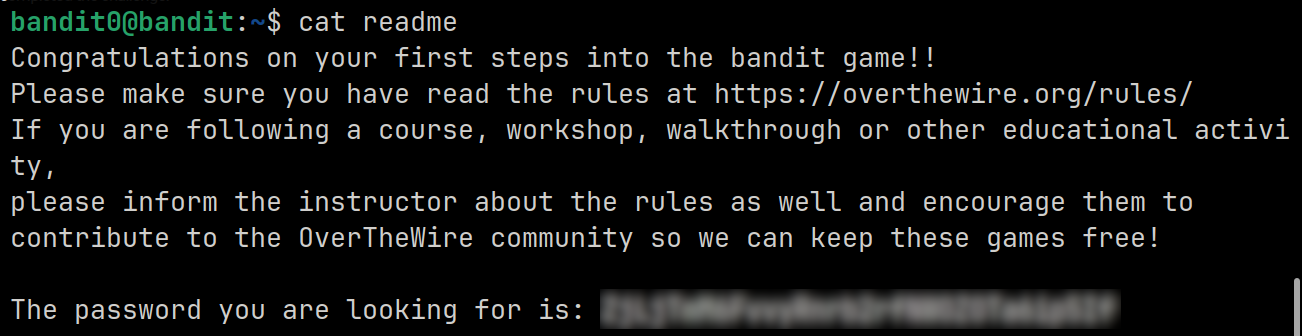 bandit0@bandit:~$ cat readme
Congratulations on your first steps into the bandit game!!
Please make sure you have read the rules at https://overthewire.org/rules/
If you are following a course, workshop, walkthrough or other educational activi
ty,
please inform the instructor about the rules as well and encourage them to
contribute to the OverTheWire community so we can keep these games free!
The password you are looking for is: